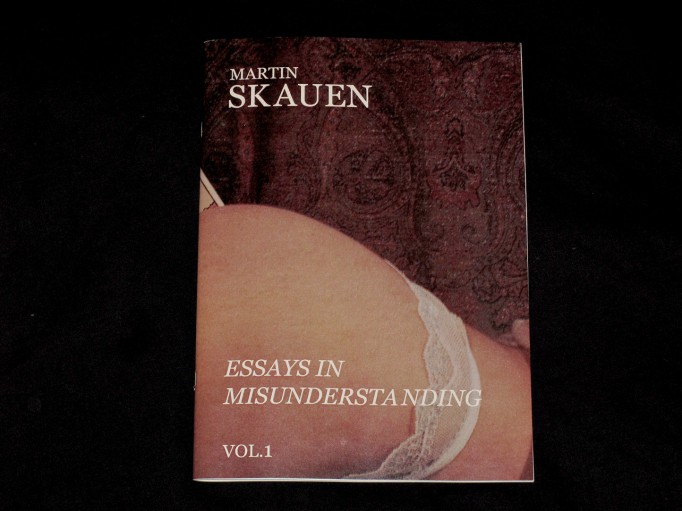 MARTIN
SKAUEN
ESSAYS IN
MISUNDERSTANDING
VOL.1